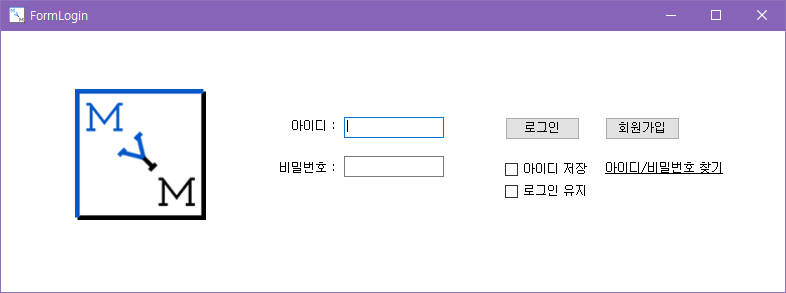 FormLogin
M
Y
M
아이디 :
로그인
회원가입
비밀번호 :
아이디 저장
아이디/비밀번호 찾기
로그인 유지